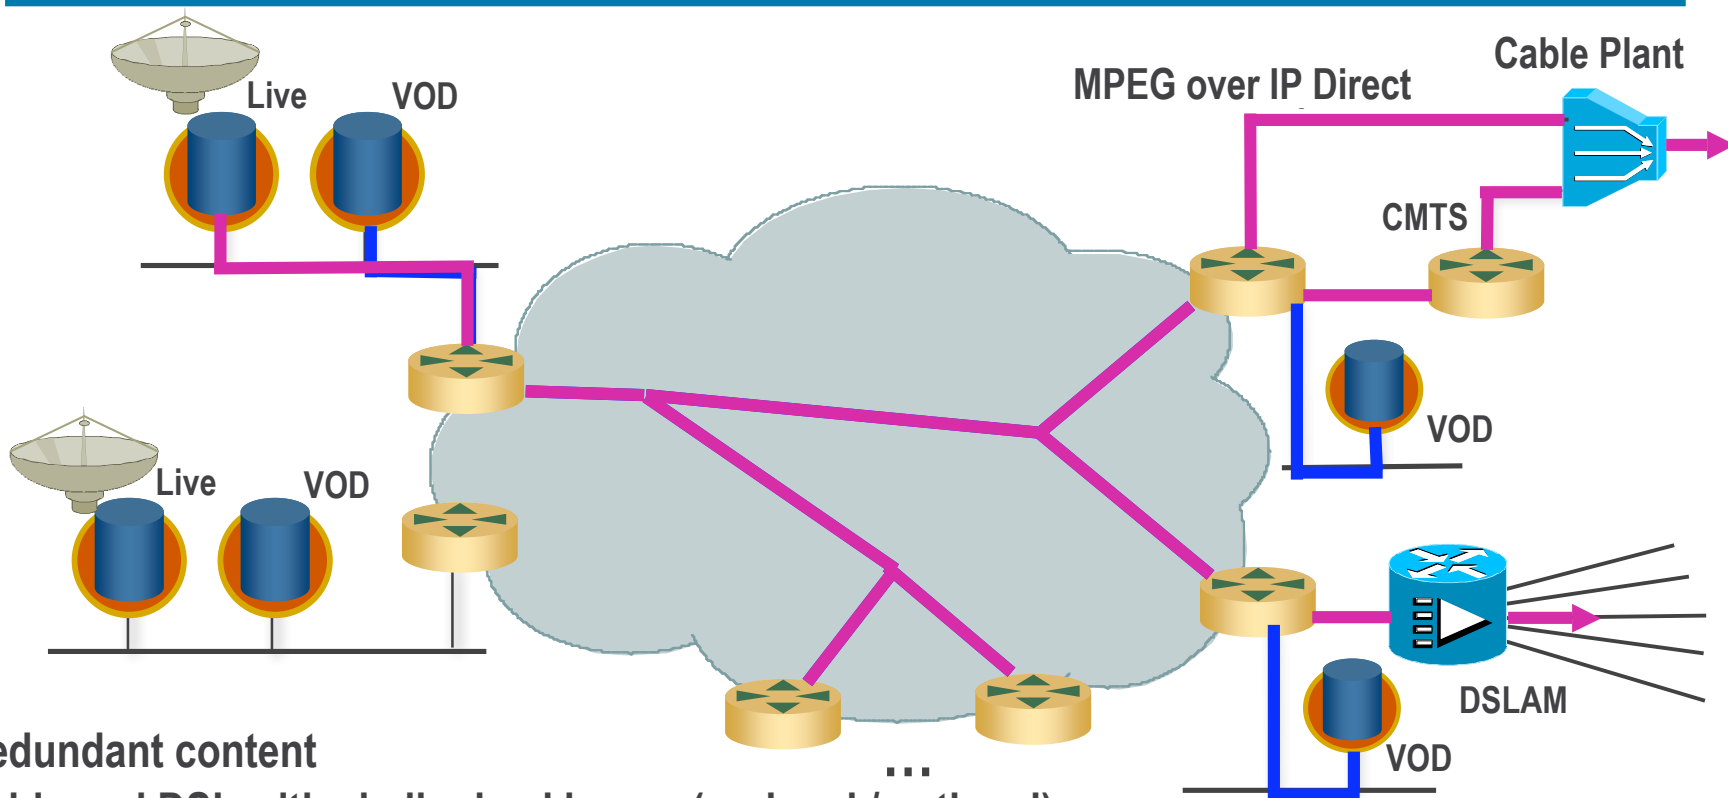 Cable Plant
MPEG over IP Direct
Live
VOD
CMTS
VOD
Live
VOD
DSLAM
VOD
edundant content
...